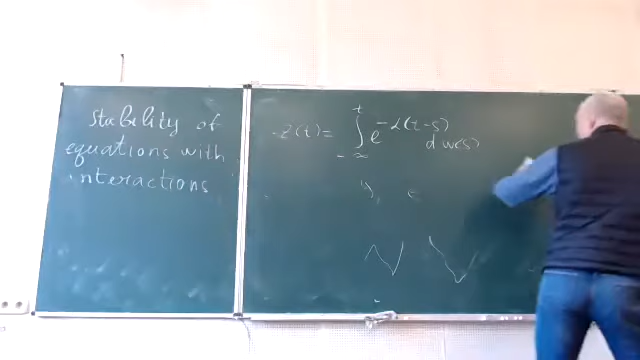 Stability of
equations with
interactions
Z(t) = ∫_{-∞}^{t} e^{-α(t-s)} dw(s)